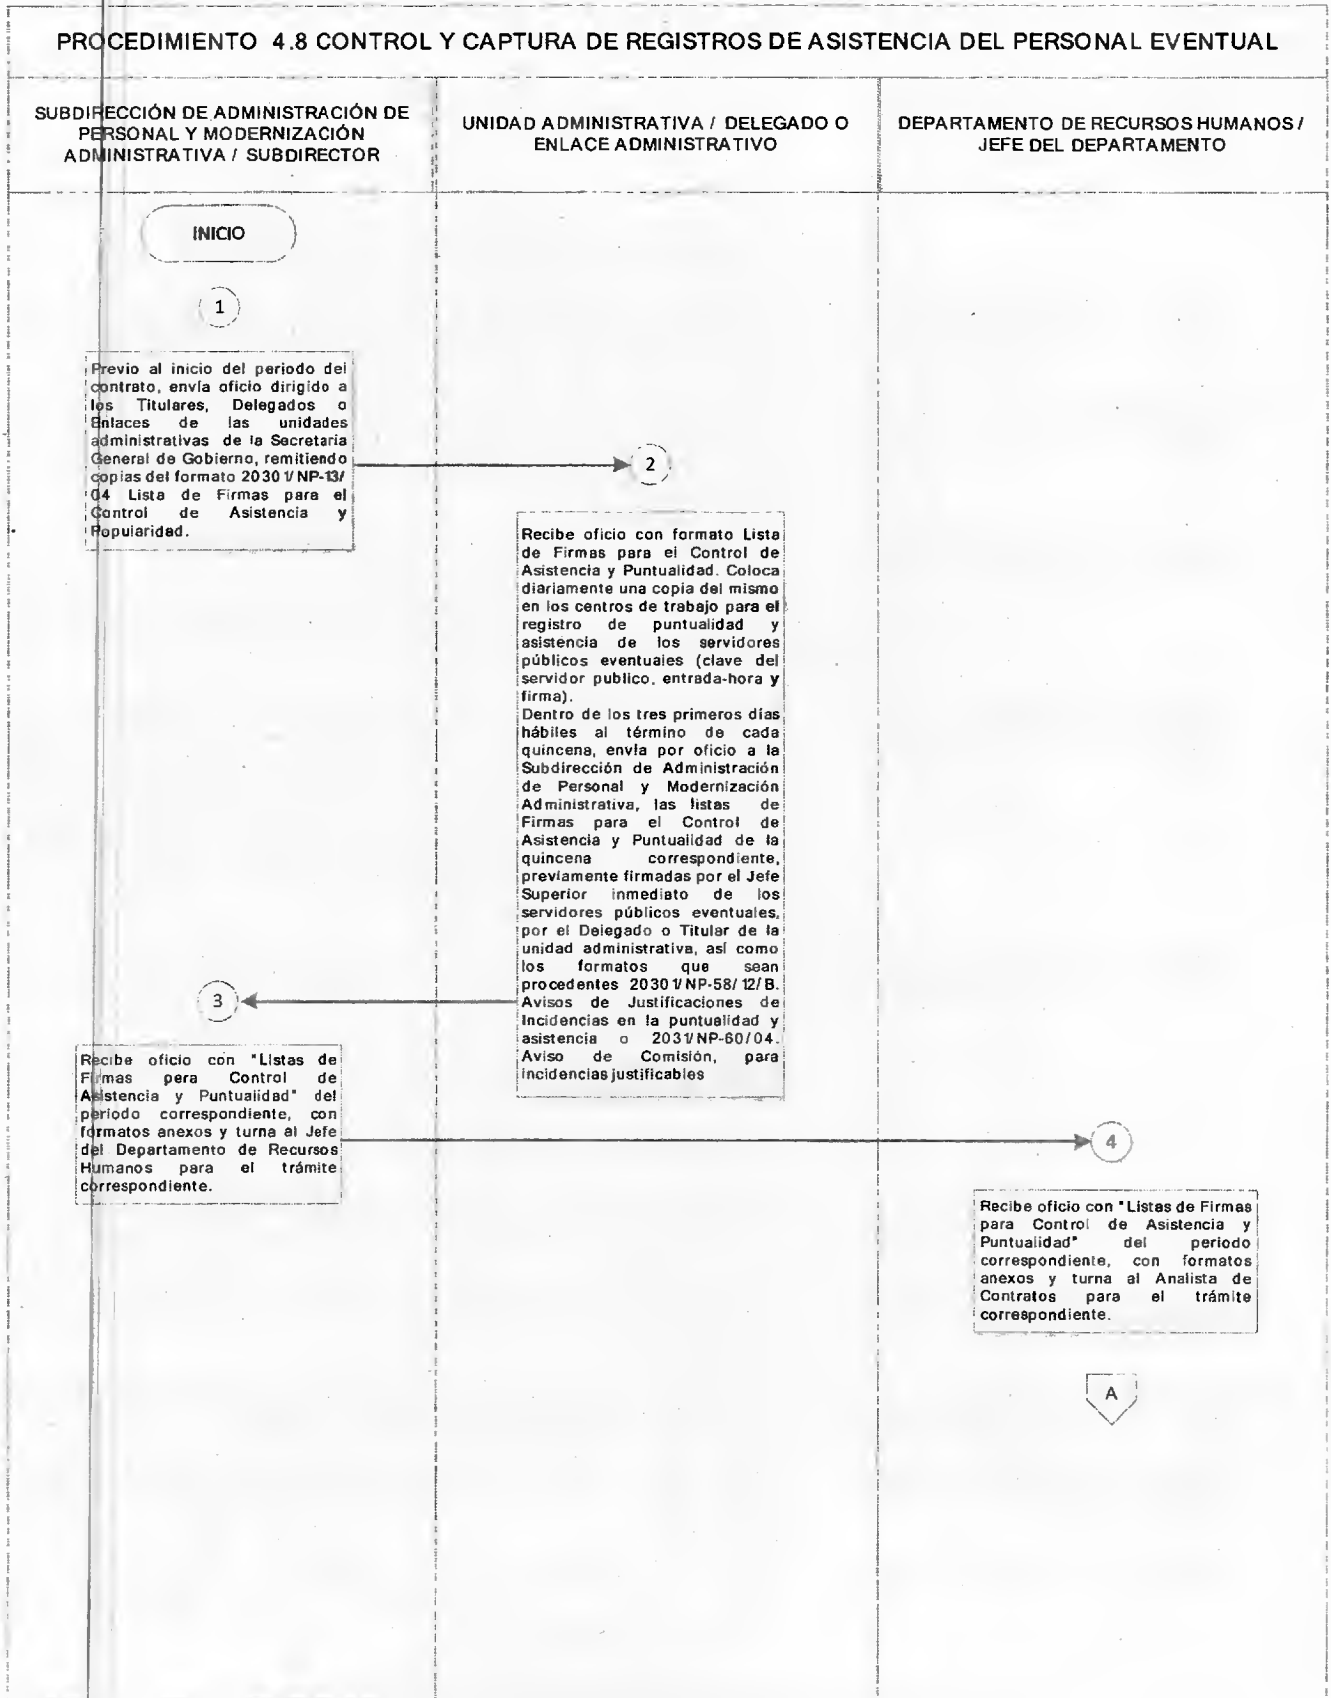 PROCEDIMIENTO 4.8 CONTROL Y CAPTURA DE REGISTROS DE ASISTENCIA DEL PERSONAL EVENTUAL
SUBDIRECCIÓN DE ADMINISTRACIÓN DE
PERSONAL Y MODERNIZACIÓN
ADMINISTRATIVA / SUBDIRECTOR
UNIDAD ADMINISTRATIVA / DELEGADO O
ENLACE ADMINISTRATIVO
DEPARTAMENTO DE RECURSOS HUMANOS /
JEFE DEL DEPARTAMENTO
INICIO
1
Previo al inicio del periodo del
contrato, envía oficio dirigido a
los Titulares, Delegados o
Enlaces de las unidades
administrativas de la Secretaria
General de Gobierno, remitiendo
copias del formato 20301/NP-13/
04 Lista de Firmas para el
Control de Asistencia y
Popularidad.
2
Recibe oficio con formato Lista
de Firmas para el Control de
Asistencia y Puntualidad. Coloca
diariamente una copia del mismo
en los centros de trabajo para el
registro de puntualidad y
asistencia de los servidores
públicos eventuales (clave del
servidor publico, entrada-hora y
firma).
Dentro de los tres primeros días
hábiles al término de cada
quincena, envía por oficio a la
Subdirección de Administración
de Personal y Modernización
Administrativa, las listas de
Firmas para el Control de
Asistencia y Puntualidad de la
quincena correspondiente,
previamente firmadas por el Jefe
Superior inmediato de los
servidores públicos eventuales,
por el Delegado o Titular de la
unidad administrativa, así como
los formatos que sean
procedentes 20301/NP-58/12/B.
Avisos de Justificaciones de
Incidencias en la puntualidad y
asistencia o 2031/NP-60/04.
Aviso de Comisión, para
incidencias justificables
3
Recibe oficio con "Listas de
Firmas pera Control de
Asistencia y Puntualidad" del
período correspondiente, con
formatos anexos y turna al Jefe
del Departamento de Recursos
Humanos para el trámite
correspondiente.
4
Recibe oficio con "Listas de Firmas
para Control de Asistencia y
Puntualidad" del periodo
correspondiente, con formatos
anexos y turna al Analista de
Contratos para el trámite
correspondiente.
A